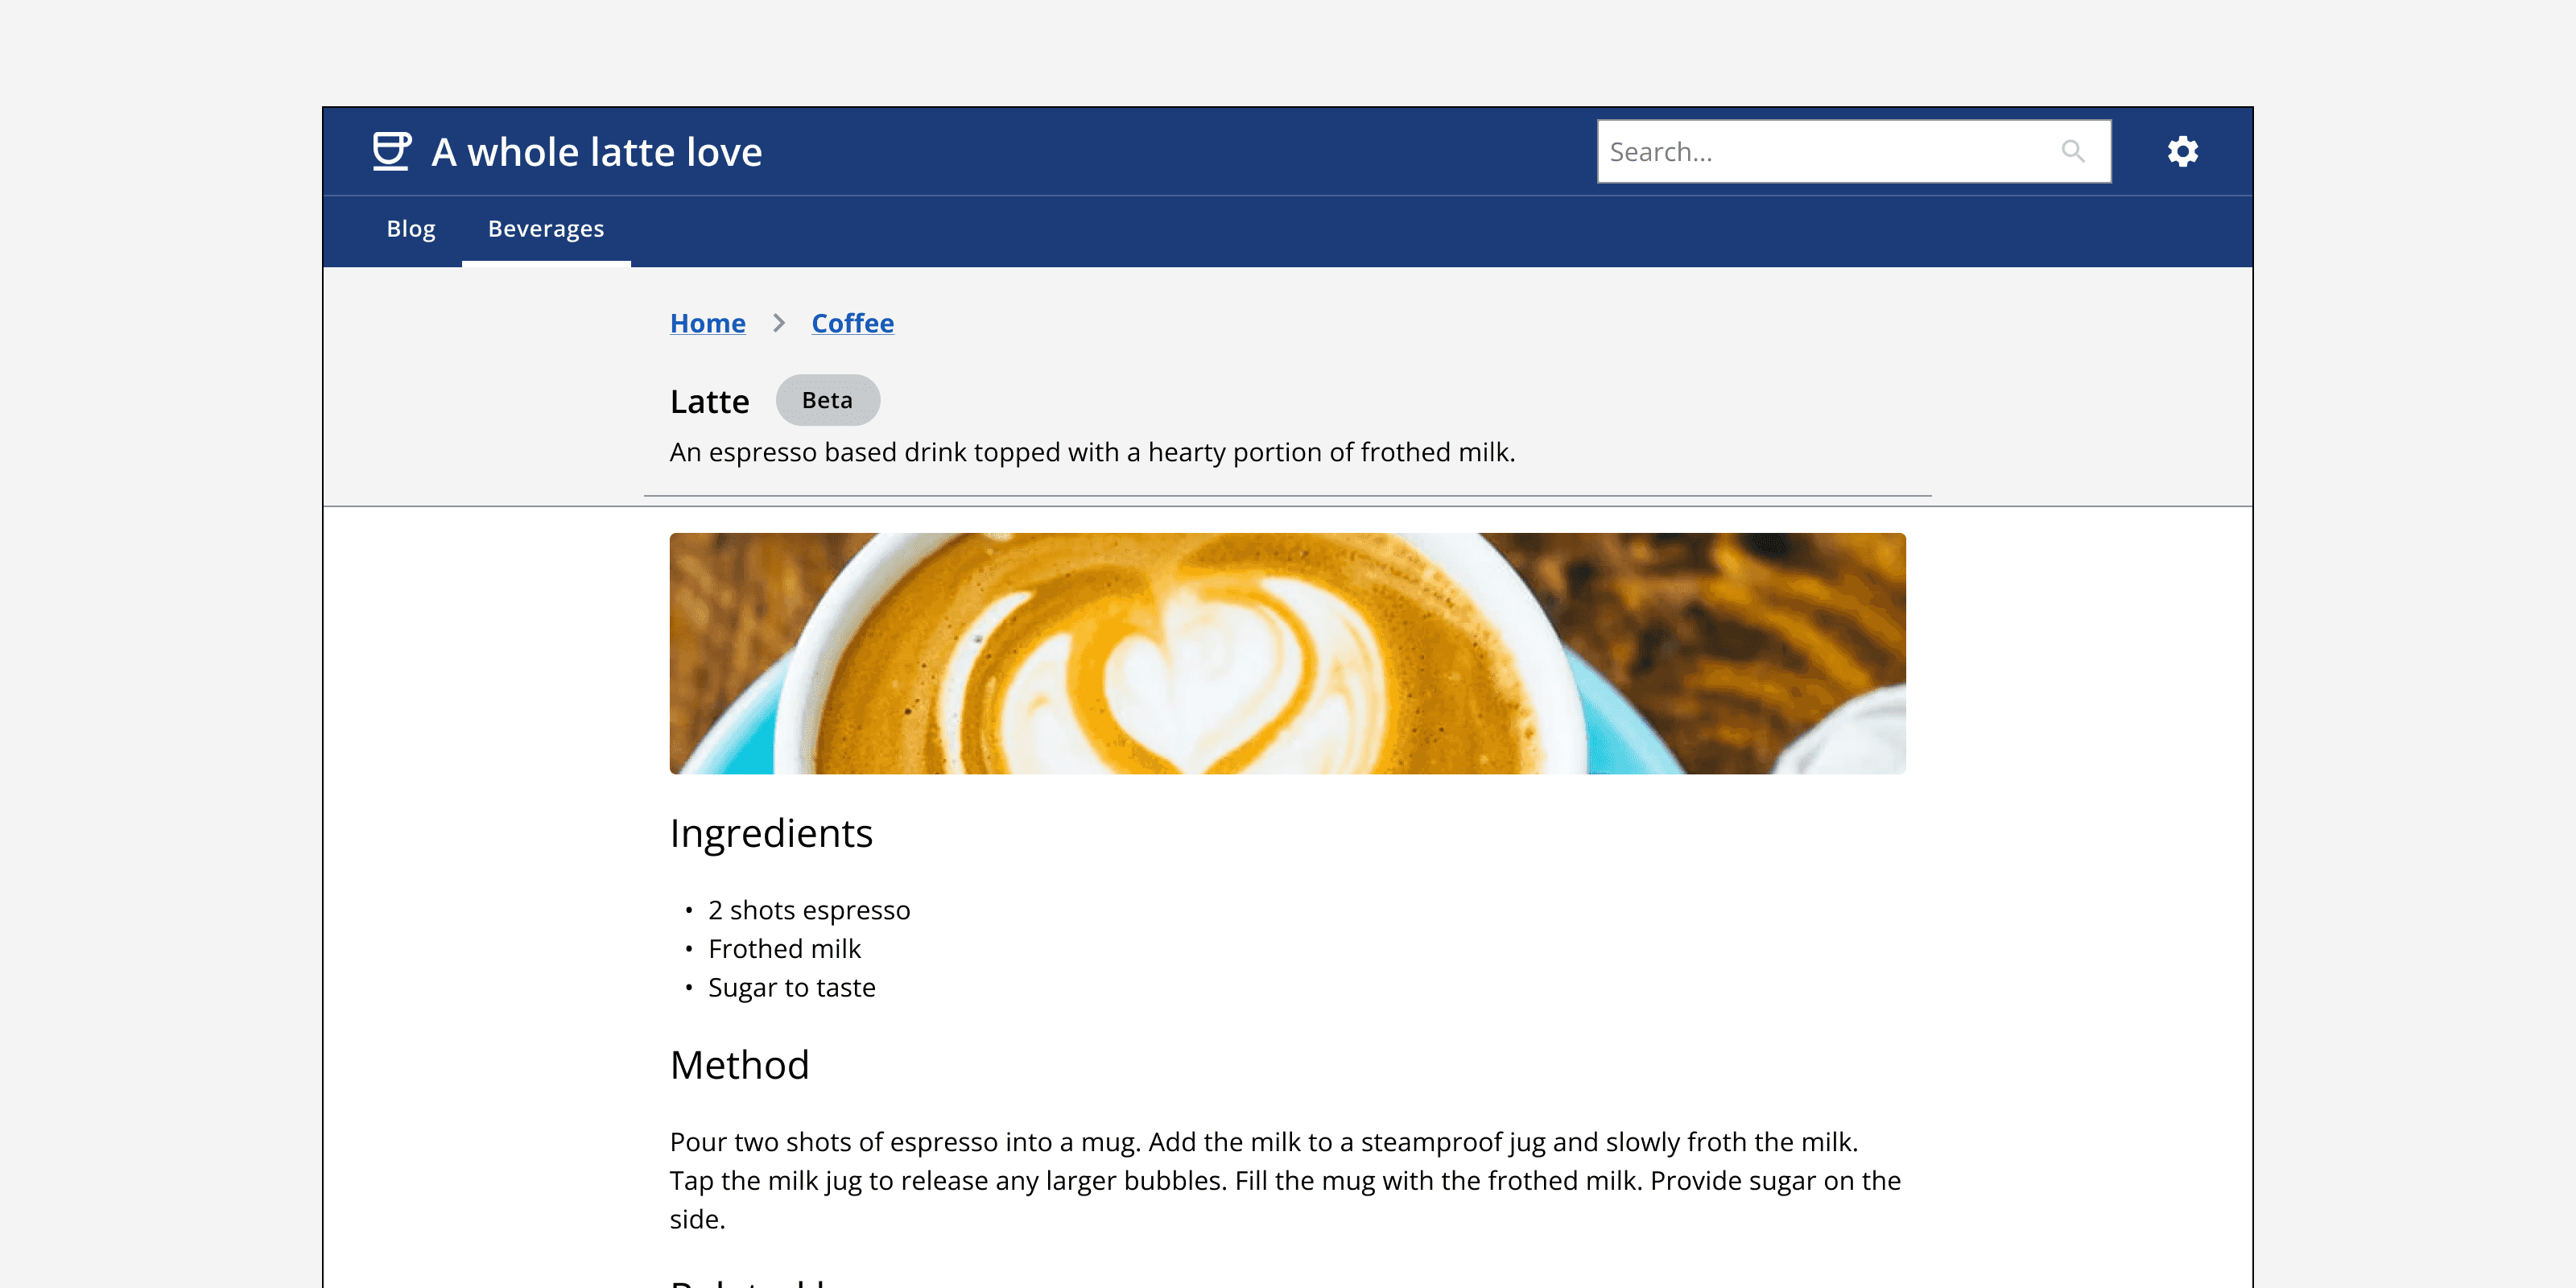 A whole latte love
Search...
Blog
Beverages
Home
Coffee
Latte
Beta
An espresso based drink topped with a hearty portion of frothed milk.
Ingredients
• 2 shots espresso
• Frothed milk
• Sugar to taste
Method
Pour two shots of espresso into a mug. Add the milk to a steamproof jug and slowly froth the milk.
Tap the milk jug to release any larger bubbles. Fill the mug with the frothed milk. Provide sugar on the
side.